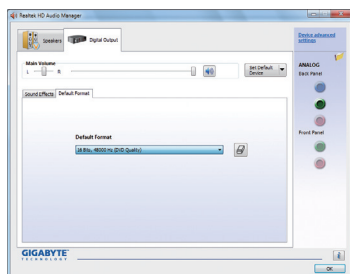 Realtek HD Audio Manager
Speakers
Digital Output
Device advanced
settings
Main Volume
L
R
Set Default
Device
ANALOG
Back Panel
Sound Effects
Default Format
Default Format
16 Bits, 48000 Hz (DVD Quality)
Front Panel
GIGABYTE
TECHNOLOGY
OK